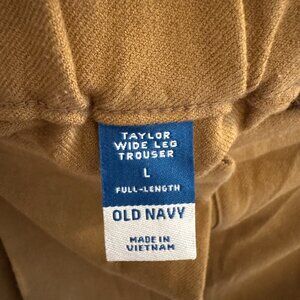 TAYLOR
WIDE LEG
TROUSER
L
FULL-LENGTH
OLD NAVY
MADE IN
VIETNAM